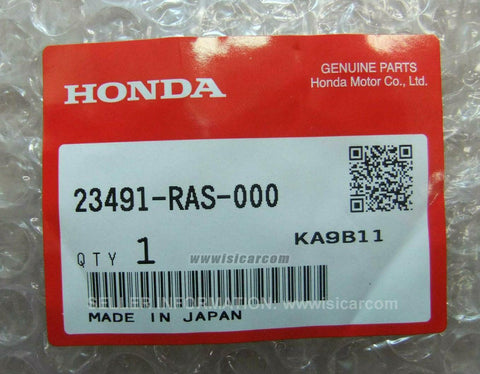 HONDA
GENUINE PARTS
Honda Motor Co., Ltd.
23491-RAS-000
www.isicar.com
QTY 1
KA9B11
SELLER INFORMATION: www.isicar.com
MADE IN JAPAN